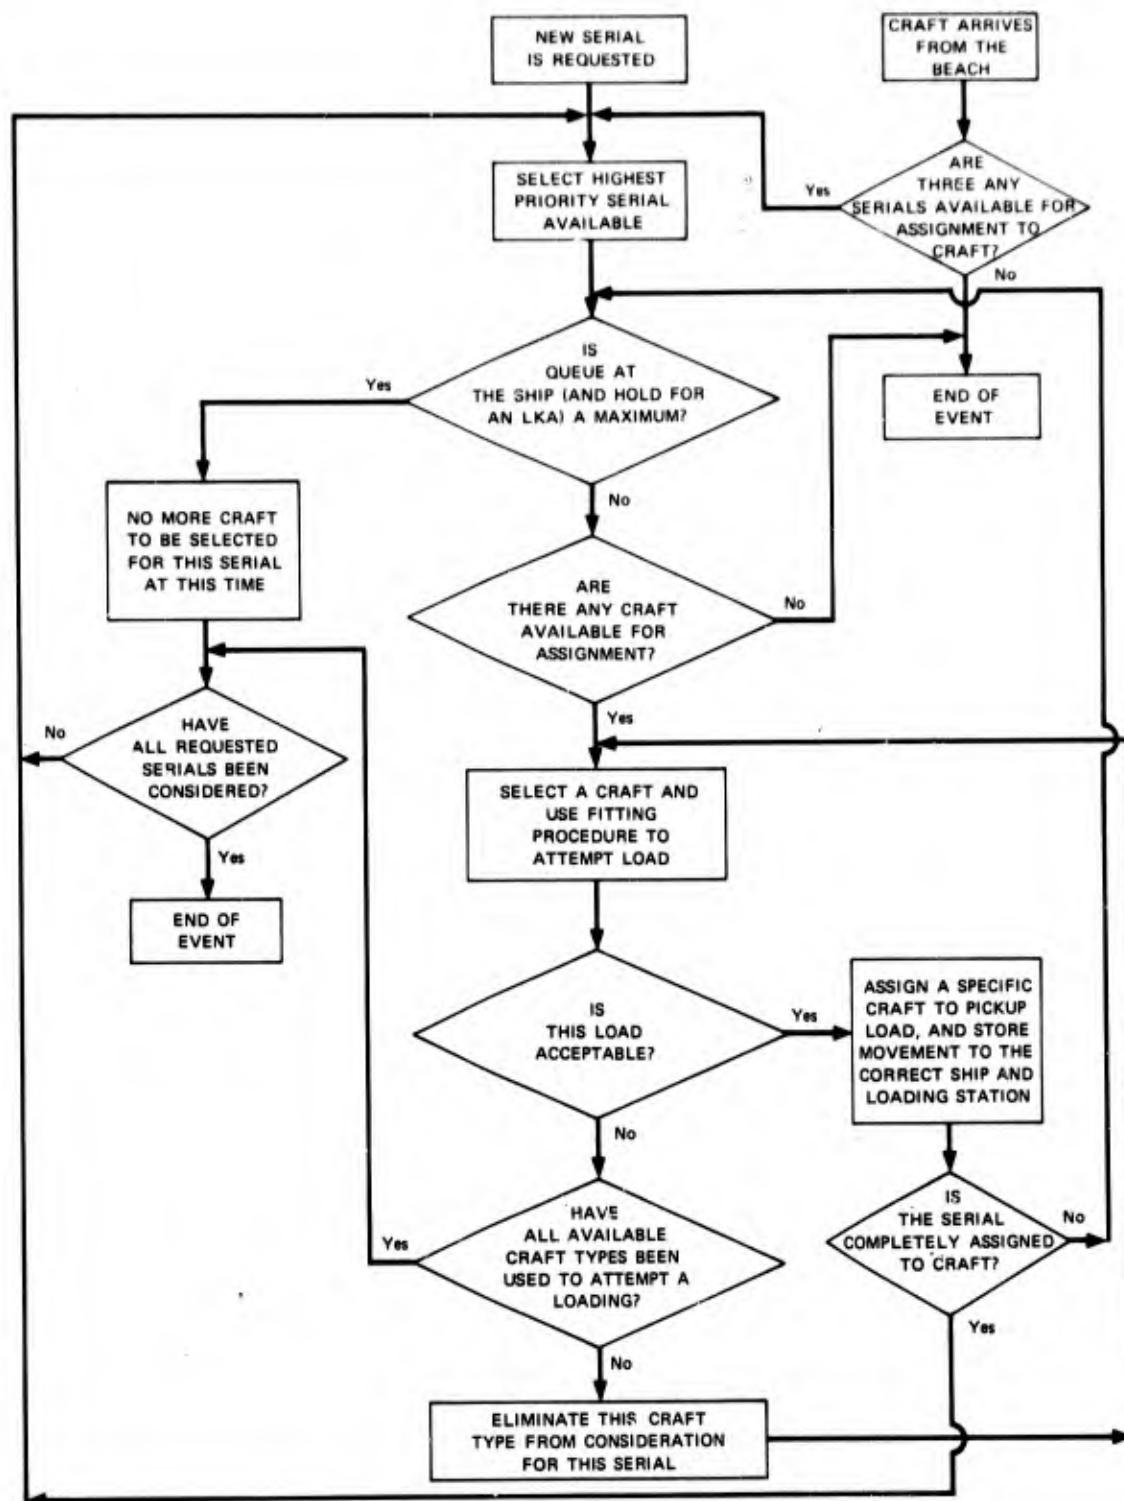 NEW SERIAL
IS REQUESTED
CRAFT ARRIVES
FROM THE
BEACH
SELECT HIGHEST
PRIORITY SERIAL
AVAILABLE
Yes
ARE
THREE ANY
SERIALS AVAILABLE FOR
ASSIGNMENT TO
CRAFT?
No
Yes
IS
QUEUE AT
THE SHIP (AND HOLD FOR
AN LKA) A MAXIMUM?
END OF
EVENT
No
NO MORE CRAFT
TO BE SELECTED
FOR THIS SERIAL
AT THIS TIME
ARE
THERE ANY CRAFT
AVAILABLE FOR
ASSIGNMENT?
No
Yes
No
HAVE
ALL REQUESTED
SERIALS BEEN
CONSIDERED?
Yes
SELECT A CRAFT AND
USE FITTING
PROCEDURE TO
ATTEMPT LOAD
END OF
EVENT
IS
THIS LOAD
ACCEPTABLE?
Yes
ASSIGN A SPECIFIC
CRAFT TO PICKUP
LOAD, AND STORE
MOVEMENT TO THE
CORRECT SHIP AND
LOADING STATION
No
Yes
HAVE
ALL AVAILABLE
CRAFT TYPES BEEN
USED TO ATTEMPT A
LOADING?
IS
THE SERIAL
COMPLETELY ASSIGNED
TO CRAFT?
No
Yes
No
ELIMINATE THIS CRAFT
TYPE FROM CONSIDERATION
FOR THIS SERIAL